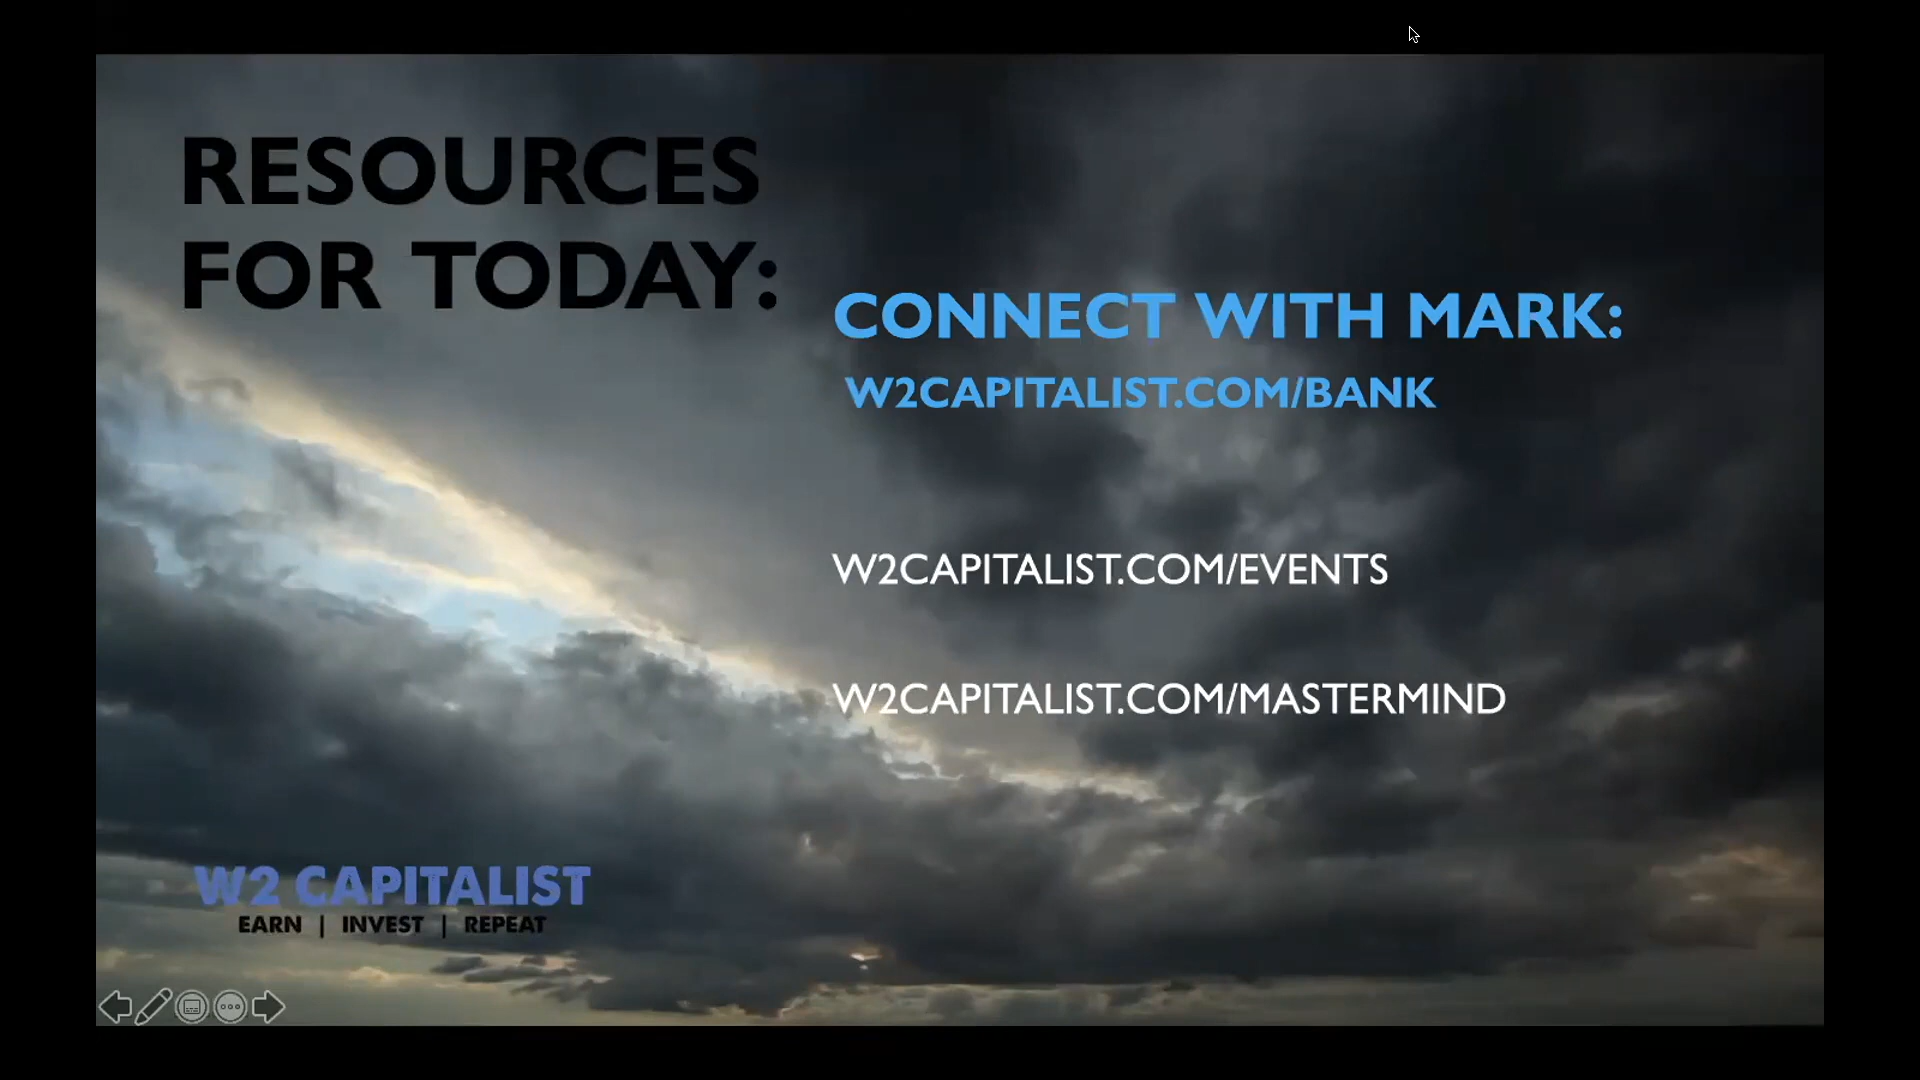 RESOURCES
FOR TODAY:
CONNECT WITH MARK:
W2CAPITALIST.COM/BANK
W2CAPITALIST.COM/EVENTS
W2CAPITALIST.COM/MASTERMIND
W2 CAPITALIST
EARN | INVEST | REPEAT